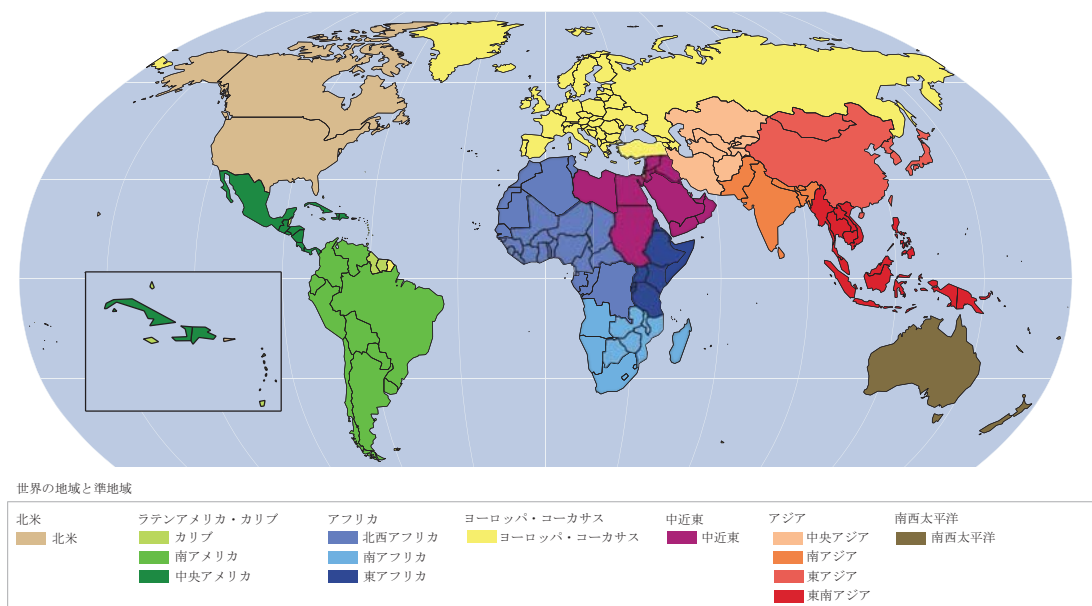 世界の地域と準地域
北米
北米
ラテンアメリカ・カリブ
カリブ
南アメリカ
中央アメリカ
アフリカ
北西アフリカ
南アフリカ
東アフリカ
ヨーロッパ・コーカサス
ヨーロッパ・コーカサス
中近東
中近東
アジア
中央アジア
南アジア
東アジア
東南アジア
南西太平洋
南西太平洋